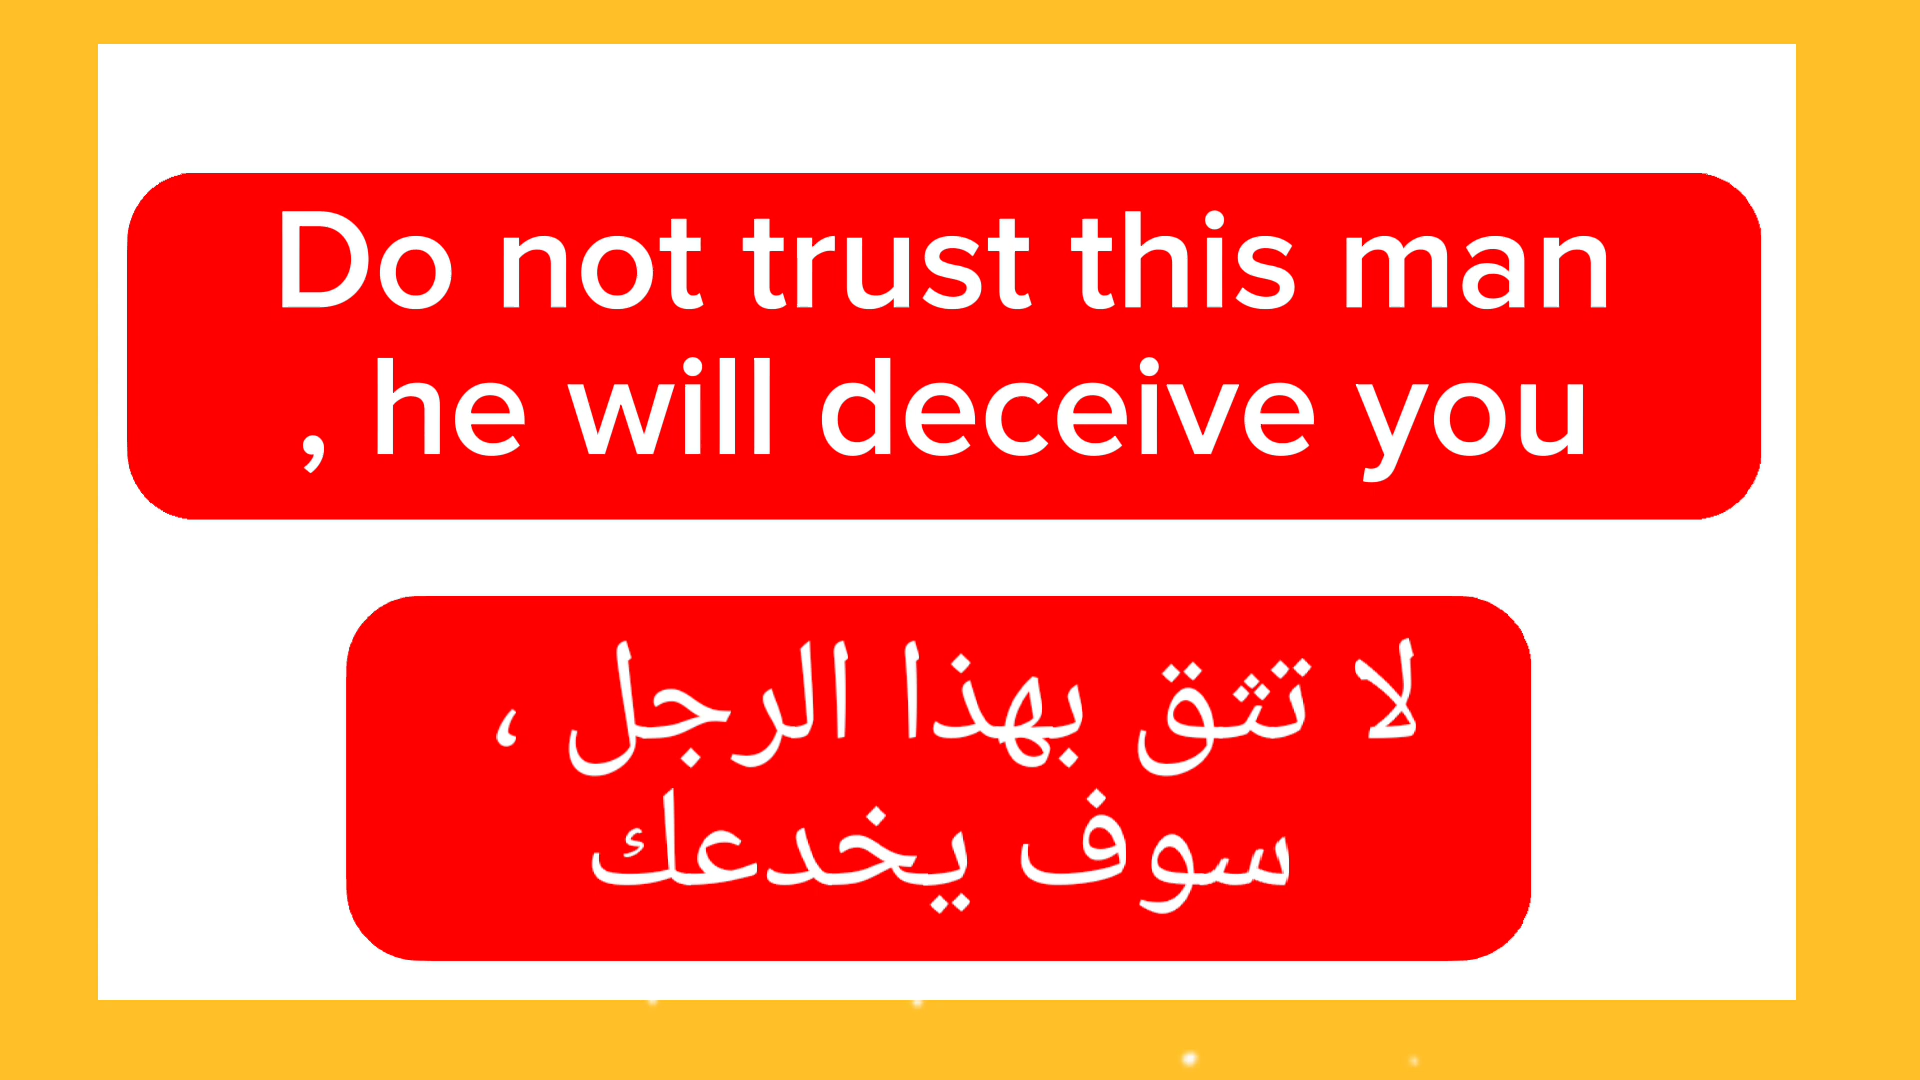 Do not trust this man
, he will deceive you
لا تثق بهذا الرجل ،
سوف يخدعك